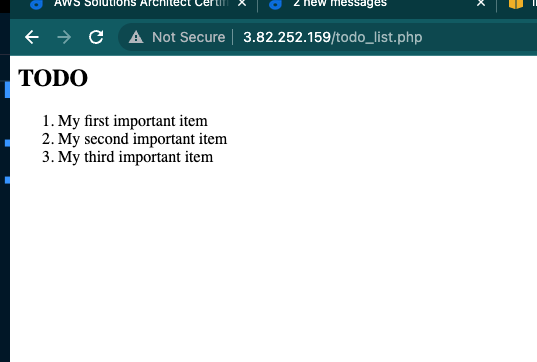 AWS Solutions Architect Certifi
2 new messages
Not Secure | 3.82.252.159/todo_list.php
TODO
1. My first important item
2. My second important item
3. My third important item